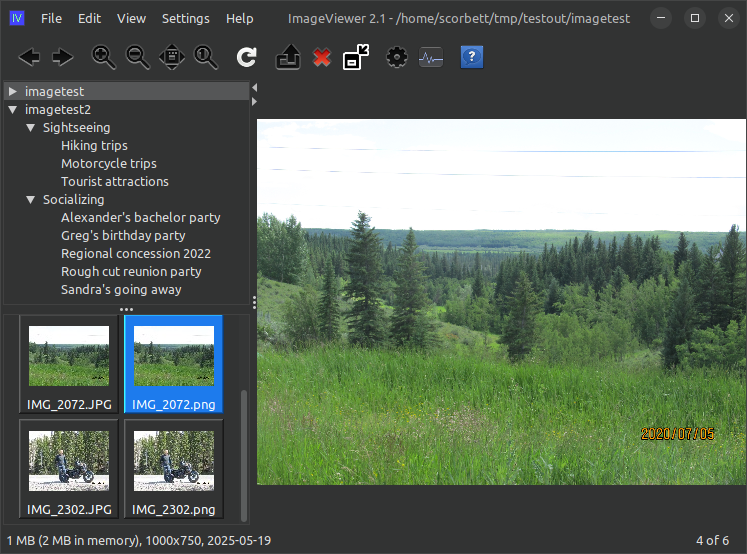 IV File Edit View Settings Help ImageViewer 2.1 - /home/scorbett/tmp/testout/imagetest
imagetest
imagetest2
Sightseeing
Hiking trips
Motorcycle trips
Tourist attractions
Socializing
Alexander's bachelor party
Greg's birthday party
Regional concession 2022
Rough cut reunion party
Sandra's going away
IMG_2072.JPG IMG_2072.png
IMG_2302.JPG IMG_2302.png
2020/07/05
1 MB (2 MB in memory), 1000x750, 2025-05-19 4 of 6